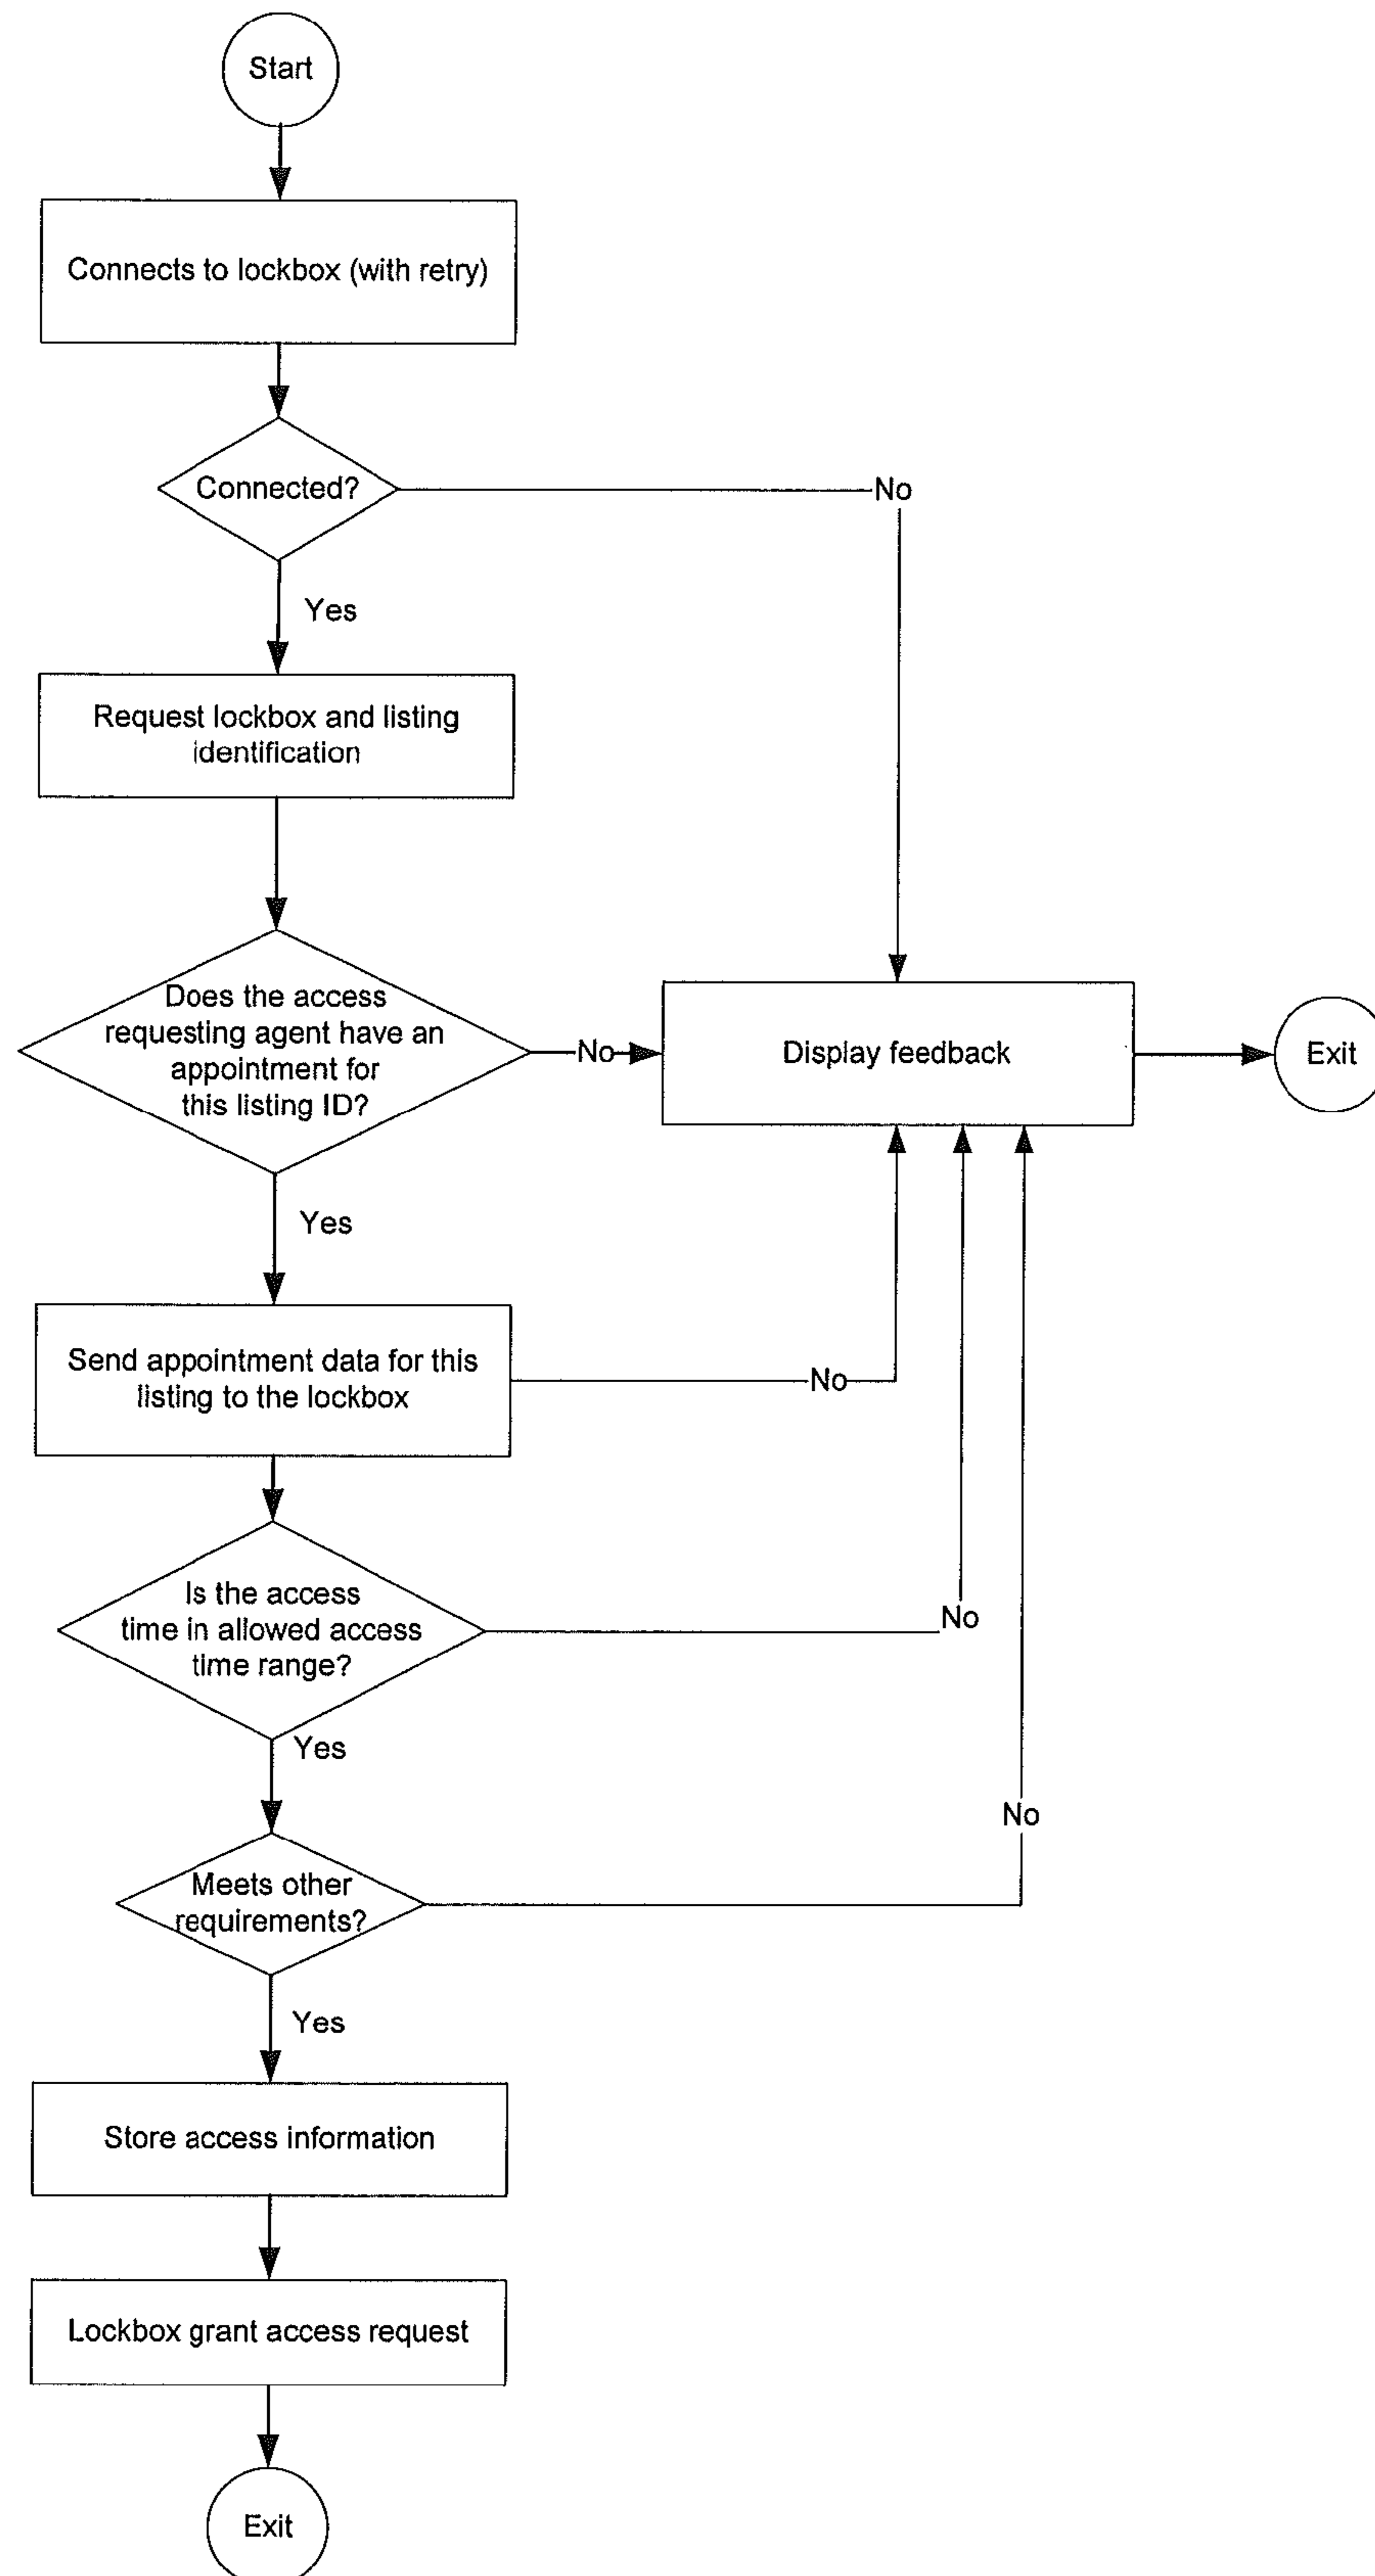 Start
Connects to lockbox (with retry)
Connected?
No
Yes
Request lockbox and listing
identification
Does the access
requesting agent have an
appointment for
this listing ID?
No
Display feedback
Exit
Yes
Send appointment data for this
listing to the lockbox
No
Is the access
time in allowed access
time range?
No
Yes
No
Meets other
requirements?
Yes
Store access information
Lockbox grant access request
Exit